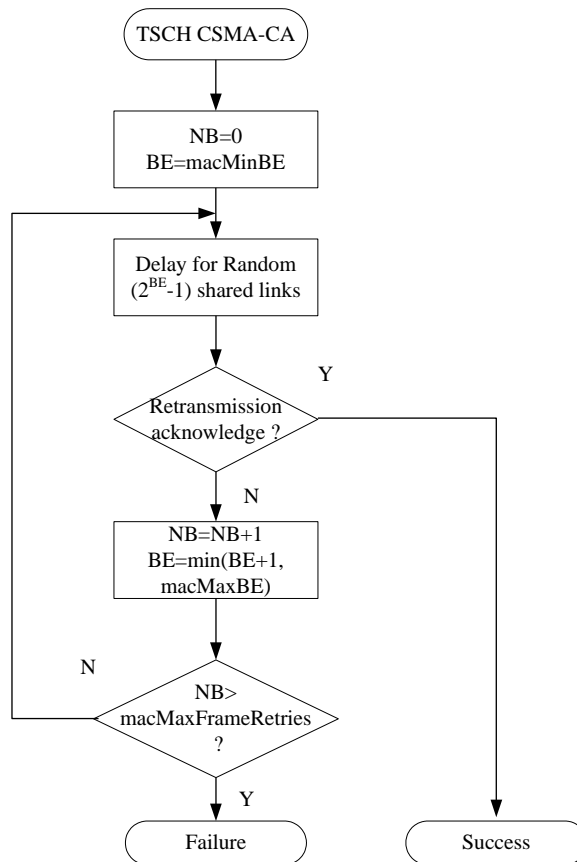 TSCH CSMA-CA
NB=0
BE=macMinBE
Delay for Random
(2^BE-1) shared links
Y
Retransmission
acknowledge ?
N
NB=NB+1
BE=min(BE+1,
macMaxBE)
N
NB>
macMaxFrameRetries
?
Y
Failure
Success